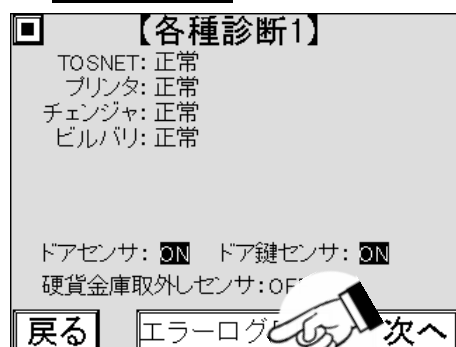 【各種診断1】
TOSNET: 正常
プリンタ: 正常
チェンジャ: 正常
ビルバリ: 正常
ドアセンサ: ON ドア鍵センサ: ON
硬貨金庫取外しセンサ:
戻る エラーログ 次へ